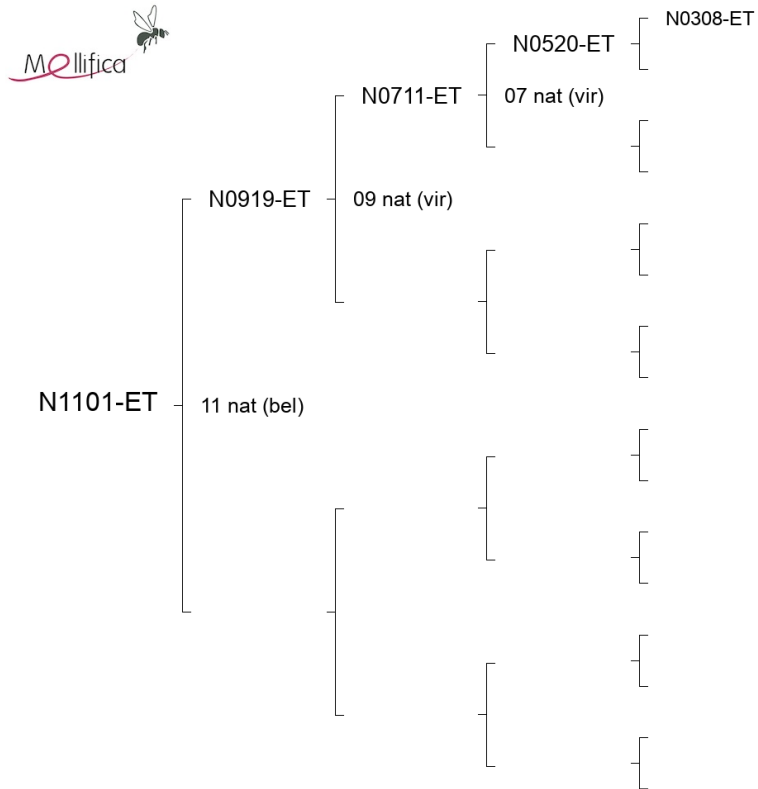 Mellifica
N0308-ET
N0520-ET
N0711-ET
07 nat (vir)
N0919-ET
09 nat (vir)
N1101-ET
11 nat (bel)